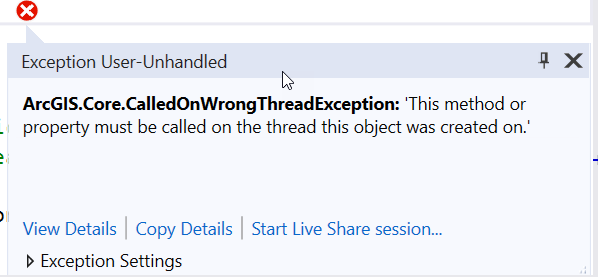 Exception User-Unhandled
ArcGIS.Core.CalledOnWrongThreadException: 'This method or
property must be called on the thread this object was created on.'
View Details | Copy Details | Start Live Share session...
Exception Settings